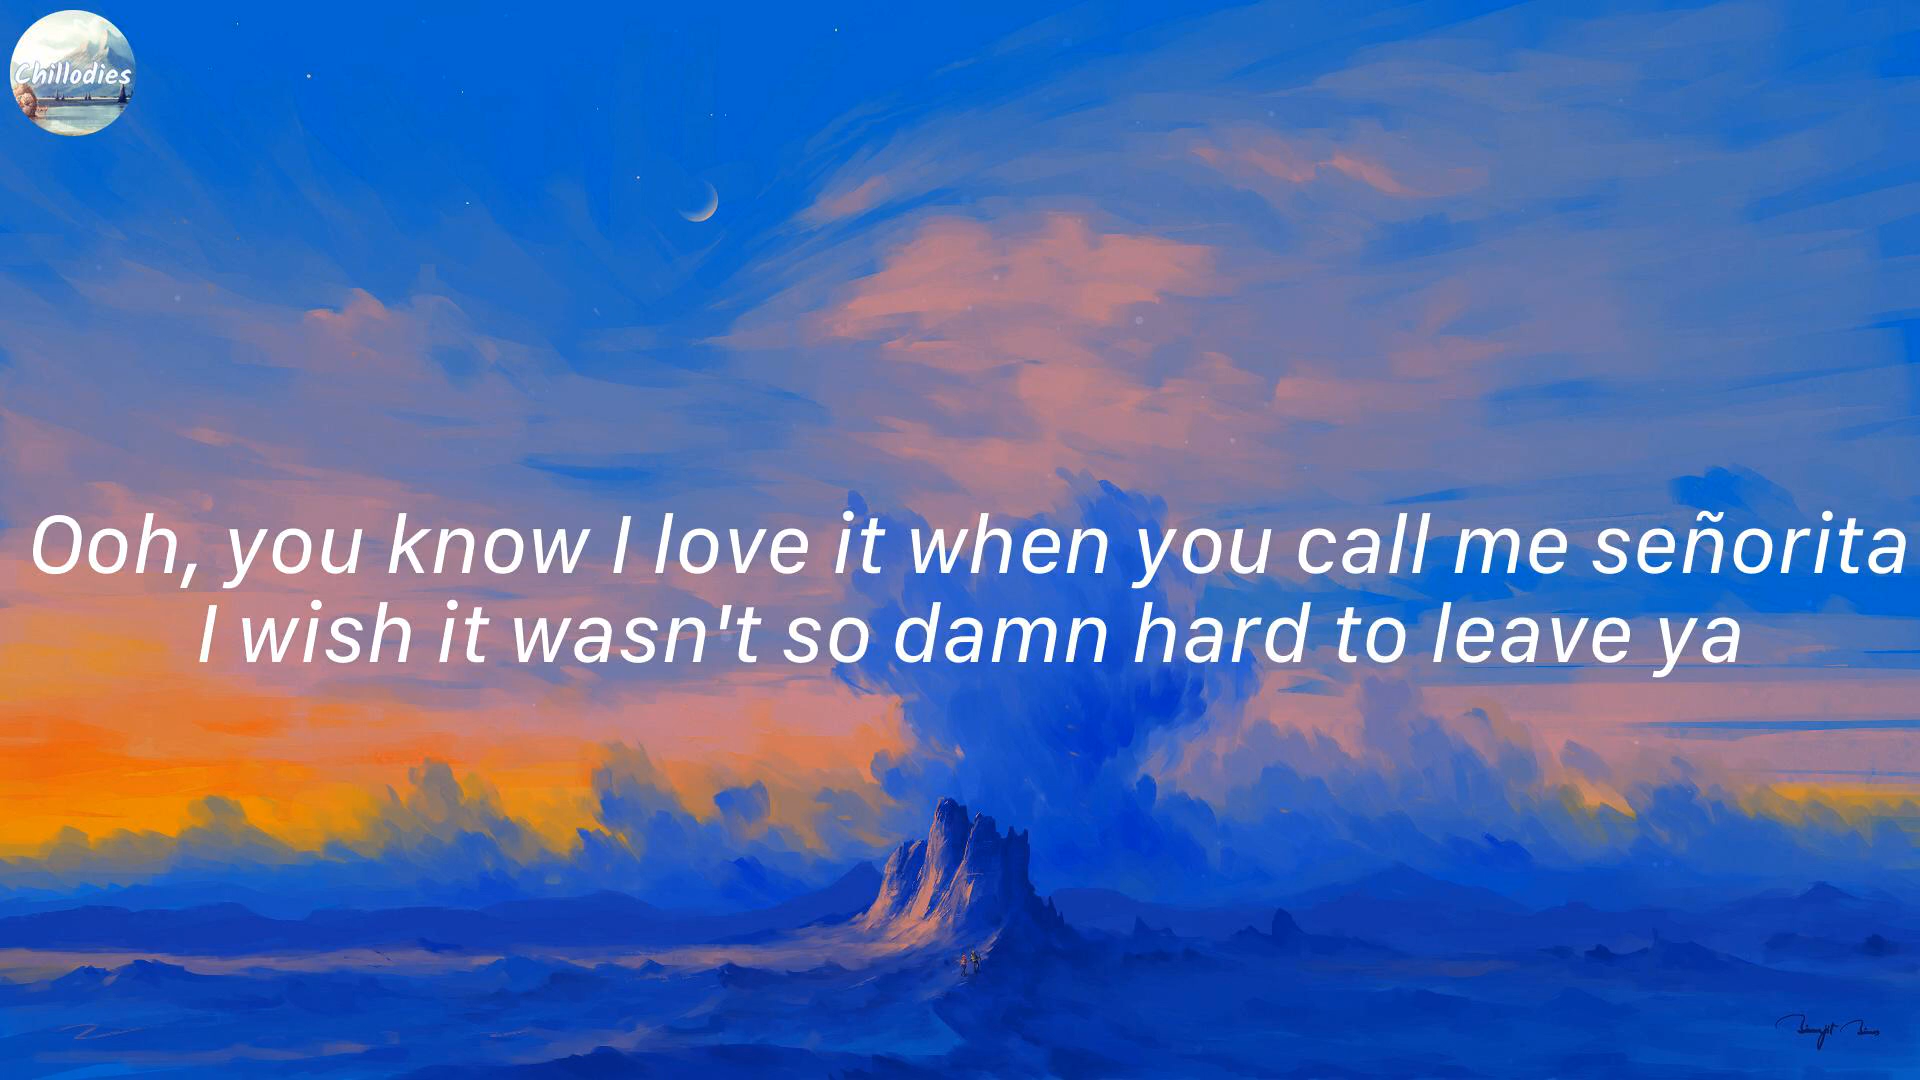 Chillodies
Ooh, you know I love it when you call me señorita
I wish it wasn't so damn hard to leave ya